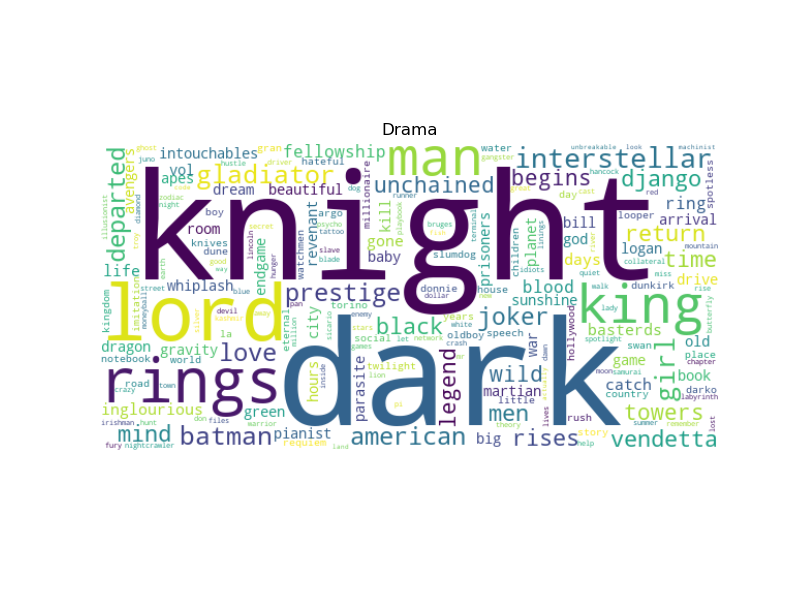 Drama
knight
dark
lord
rings
king
man
interstellar
gladiator
departed
fellowship
intouchables
unchained
begins
django
return
time
prestige
joker
black
batman
american
rises
vendetta
towers
men
mind
love
legend
wild
girl
inglourious
pianist
big
green
hours
city
parasite
martian
catch
game
book
basterds
old
place
darko
country
swan
dunkirk
drive
days
logan
god
planet
prisoners
blood
sunshine
bill
looper
arrival
ring
day
hancock
spotless
avengers
apes
vol
dream
beautiful
millionaire
hateful
gran
ghost
juno
hustle
driver
dog
water
gangster
unbreakable
look
machinist
illusionist
zodiac
diamond
boy
room
knives
dune
life
whiplash
world
kingdom
imitation
endgame
revenant
watchmen
argo
gone
kill
baby
slumdog
donnie
dollar
house
children
runner
playbook
psycho
tattoo
slave
blade
lincoln
hunger
secret
troy
street
moneyball
dragon
notebook
gravity
road
town
crazy
devil
la
eternal
million
torino
enemy
stars
social
let
network
oldboy
speech
years
white
war
hollywood
rush
little
story
help
summer
remember
requiem
warrior
files
don
hunt
irishman
fury
nightcrawler
land
twilight
lion
inside
sicario
pan
blue
good
way
earth
night
bruges
terminal
idiots
quiet
walk
miss
mountain
red
cast
river
lady
butterfly
rise
collateral
spotlight
moon
samurai
chapter
labyrinth
lost
dawn
lives
theory
pi
games
crash
linings